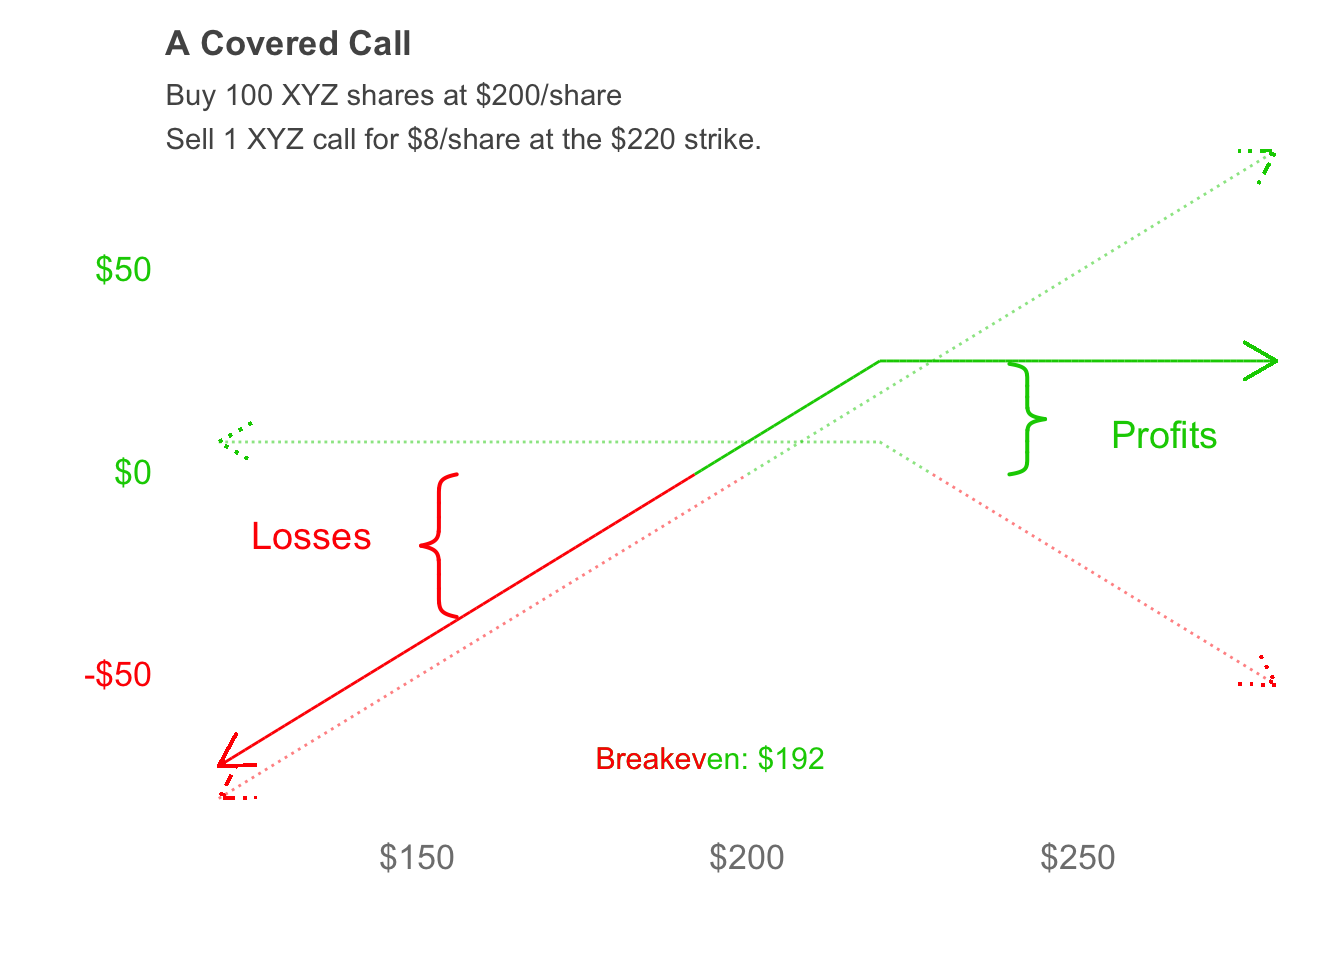 A Covered Call
Buy 100 XYZ shares at $200/share
Sell 1 XYZ call for $8/share at the $220 strike.
$50
$0
-$50
Profits
Losses
Breakeven: $192
$150
$200
$250